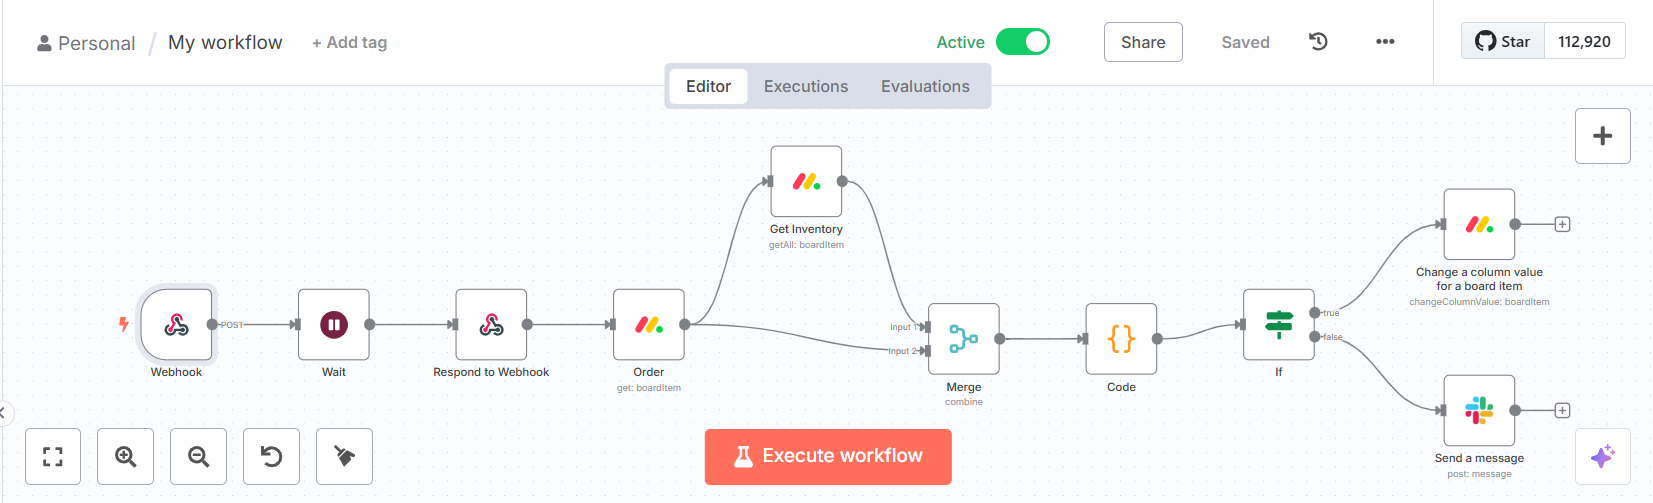 Personal / My workflow + Add tag
Active
Share
Saved
•••
Star 112,920
Editor Executions Evaluations
Get Inventory
getAll: boardItem
Change a column value
for a board item
changeColumnValue: boardItem
POST
Webhook
Wait
Respond to Webhook
Order
get: boardItem
Input 1
Input 2
Merge
combine
{}
Code
true
false
If
Send a message
post: message
Execute workflow